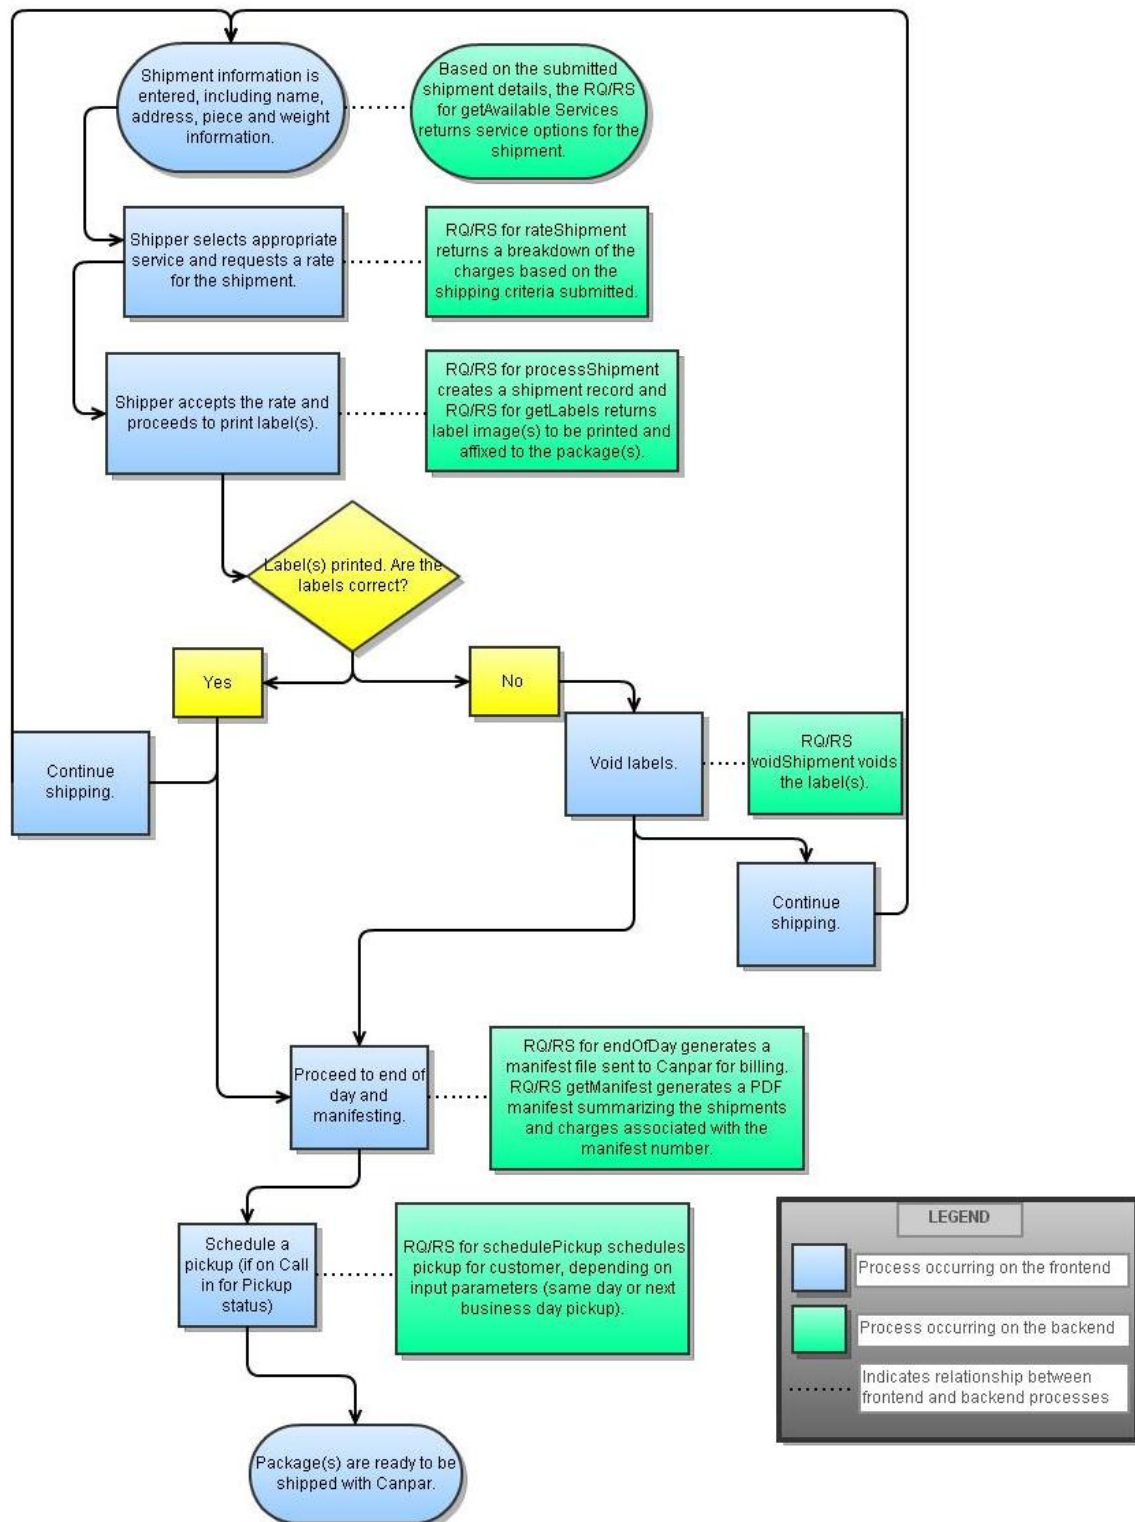 Shipment information is
entered, including name,
address, piece and weight
information.
Based on the submitted
shipment details, the RQ/RS
for getAvailable Services
returns service options for the
shipment.
Shipper selects appropriate
service and requests a rate
for the shipment.
RQ/RS for rateShipment
returns a breakdown of the
charges based on the
shipping criteria submitted.
Shipper accepts the rate and
proceeds to print label(s).
RQ/RS for processShipment
creates a shipment record and
RQ/RS for getLabels returns
label image(s) to be printed and
affixed to the package(s).
Label(s) printed. Are the
labels correct?
Yes
No
Continue
shipping.
Void labels.
RQ/RS
voidShipment voids
the label(s).
Continue
shipping.
Proceed to end of
day and
manifesting.
RQ/RS for endOfDay generates a
manifest file sent to Canpar for billing.
RQ/RS getManifest generates a PDF
manifest summarizing the shipments
and charges associated with the
manifest number.
Schedule a
pickup (if on Call
in for Pickup
status)
RQ/RS for schedulePickup schedules
pickup for customer, depending on
input parameters (same day or next
business day pickup).
Package(s) are ready to be
shipped with Canpar.
LEGEND
Process occurring on the frontend
Process occurring on the backend
Indicates relationship between
frontend and backend processes